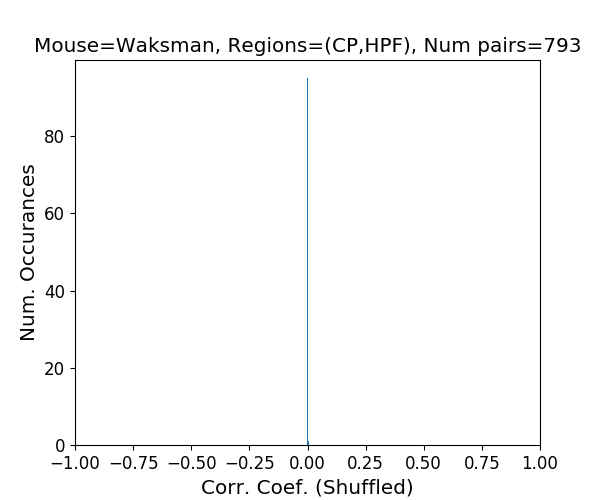 Mouse=Waksman, Regions=(CP,HPF), Num pairs=793
Num. Occurances
80
60
40
20
0
−1.00 −0.75 −0.50 −0.25 0.00 0.25 0.50 0.75 1.00
Corr. Coef. (Shuffled)